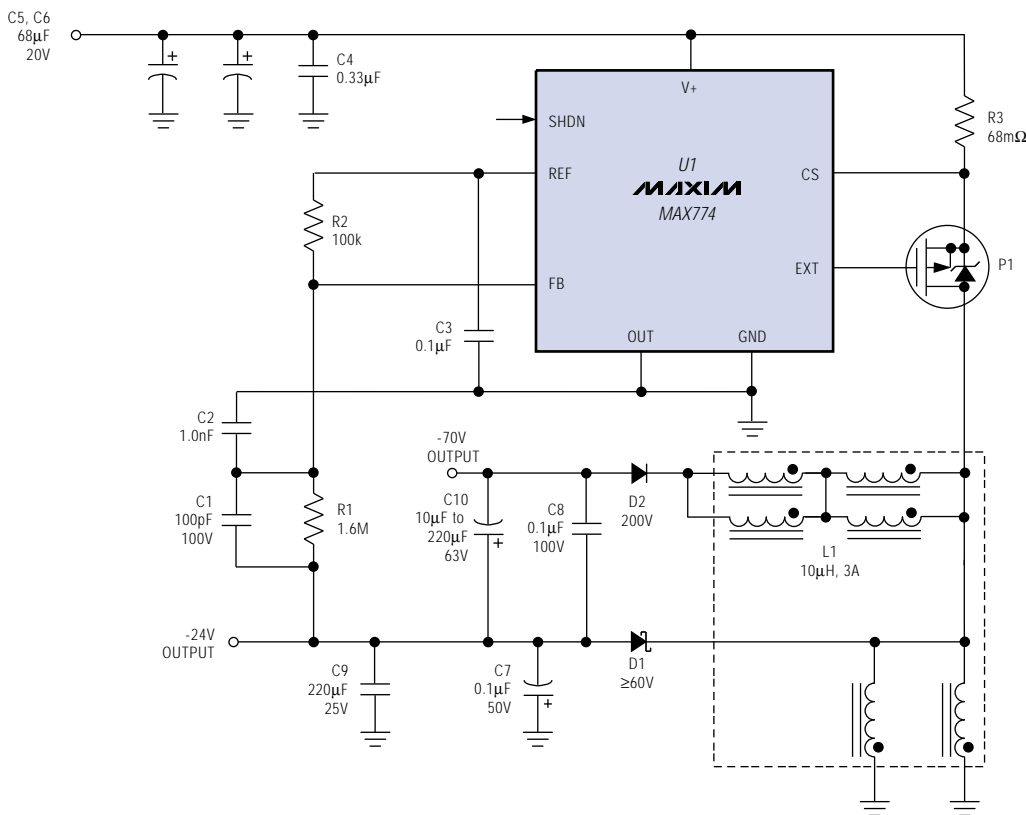 C5, C6
68µF
20V
+
+
C4
0.33µF
V+
SHDN
REF
FB
U1
MAXIM
MAX774
CS
EXT
OUT
GND
R3
68mΩ
P1
R2
100k
C3
0.1µF
C2
1.0nF
C1
100pF
100V
R1
1.6M
-70V
OUTPUT
C10
10µF to
220µF
63V
+
C8
0.1µF
100V
D2
200V
L1
10µH, 3A
-24V
OUTPUT
C9
220µF
25V
C7
0.1µF
50V
+
D1
≥60V